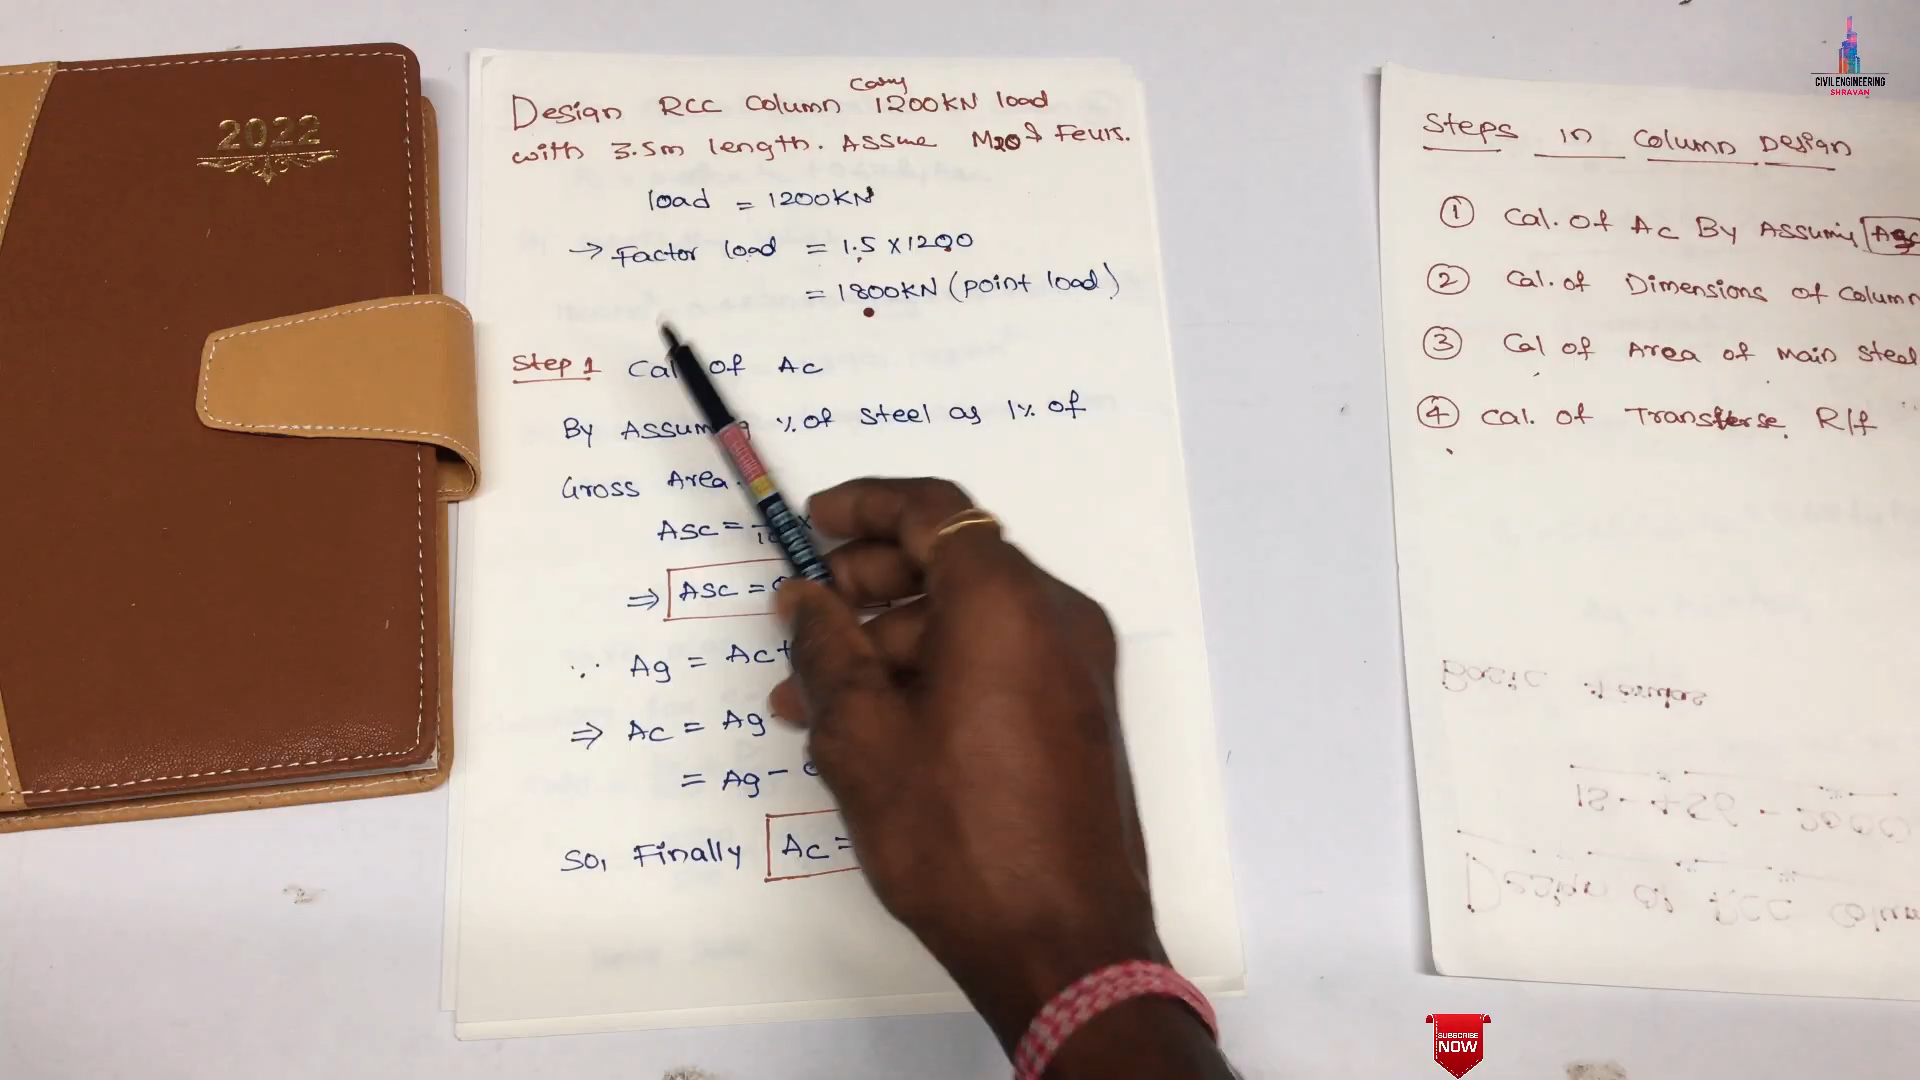 2022
Cary
Design RCC Column 1200KN load
with 3.5m length. Assme M20 & Fe415.
load = 1200KN
→ Factor load = 1.5 x 1200
= 1800KN (point load)
Step 1 Cal of Ac
By Assuming % of Steel as 1% of
Gross Area.
Asc =
⇒ Asc =
∵ Ag = Ac +
⇒ Ac = Ag -
= Ag -
So, Finally Ac =
CIVIL ENGINEERING
SHRAVAN
Steps in Column Design
① Cal. of Ac By Assuming Asc
② Cal. of Dimensions of Column
③ Cal of Area of main Steel
④ Cal. of Transferse R/f
SUBSCRIBE
NOW